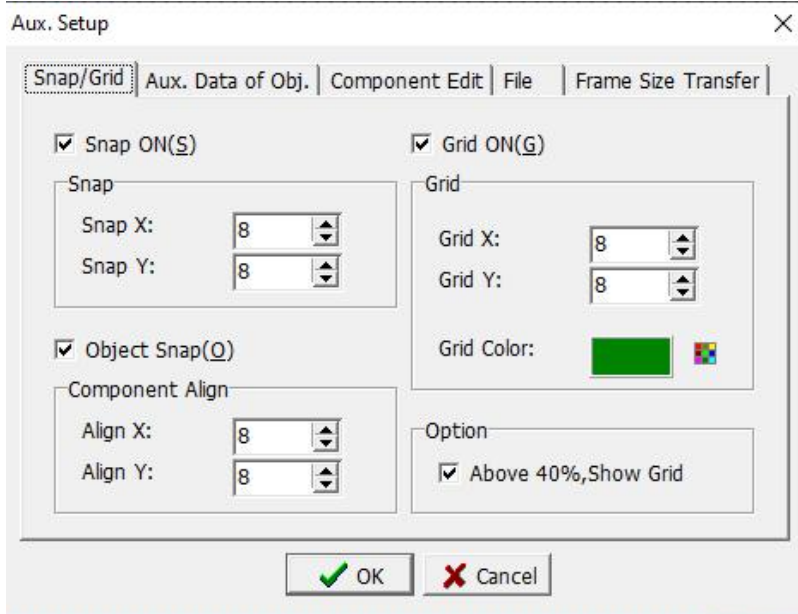 Aux. Setup
Snap/Grid Aux. Data of Obj. Component Edit File Frame Size Transfer
Snap ON(S)
Snap
Snap X: 8
Snap Y: 8
Object Snap(O)
Component Align
Align X: 8
Align Y: 8
Grid ON(G)
Grid
Grid X: 8
Grid Y: 8
Grid Color:
Option
Above 40%,Show Grid
OK Cancel